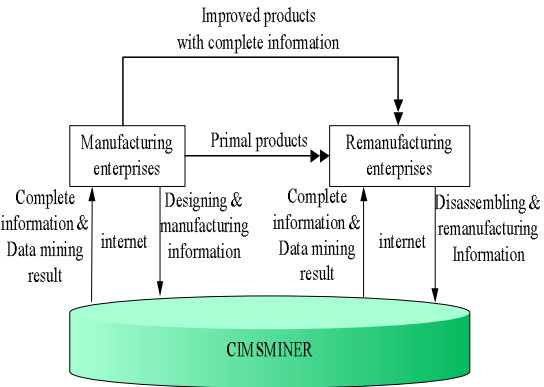 Improved products
with complete information
Manufacturing
enterprises
Primal products
Remanufacturing
enterprises
Complete
information &
Data mining
result
internet
Designing &
manufacturing
information
Complete
information &
Data mining
result
internet
Disassembling &
remanufacturing
Information
CIMSMINER